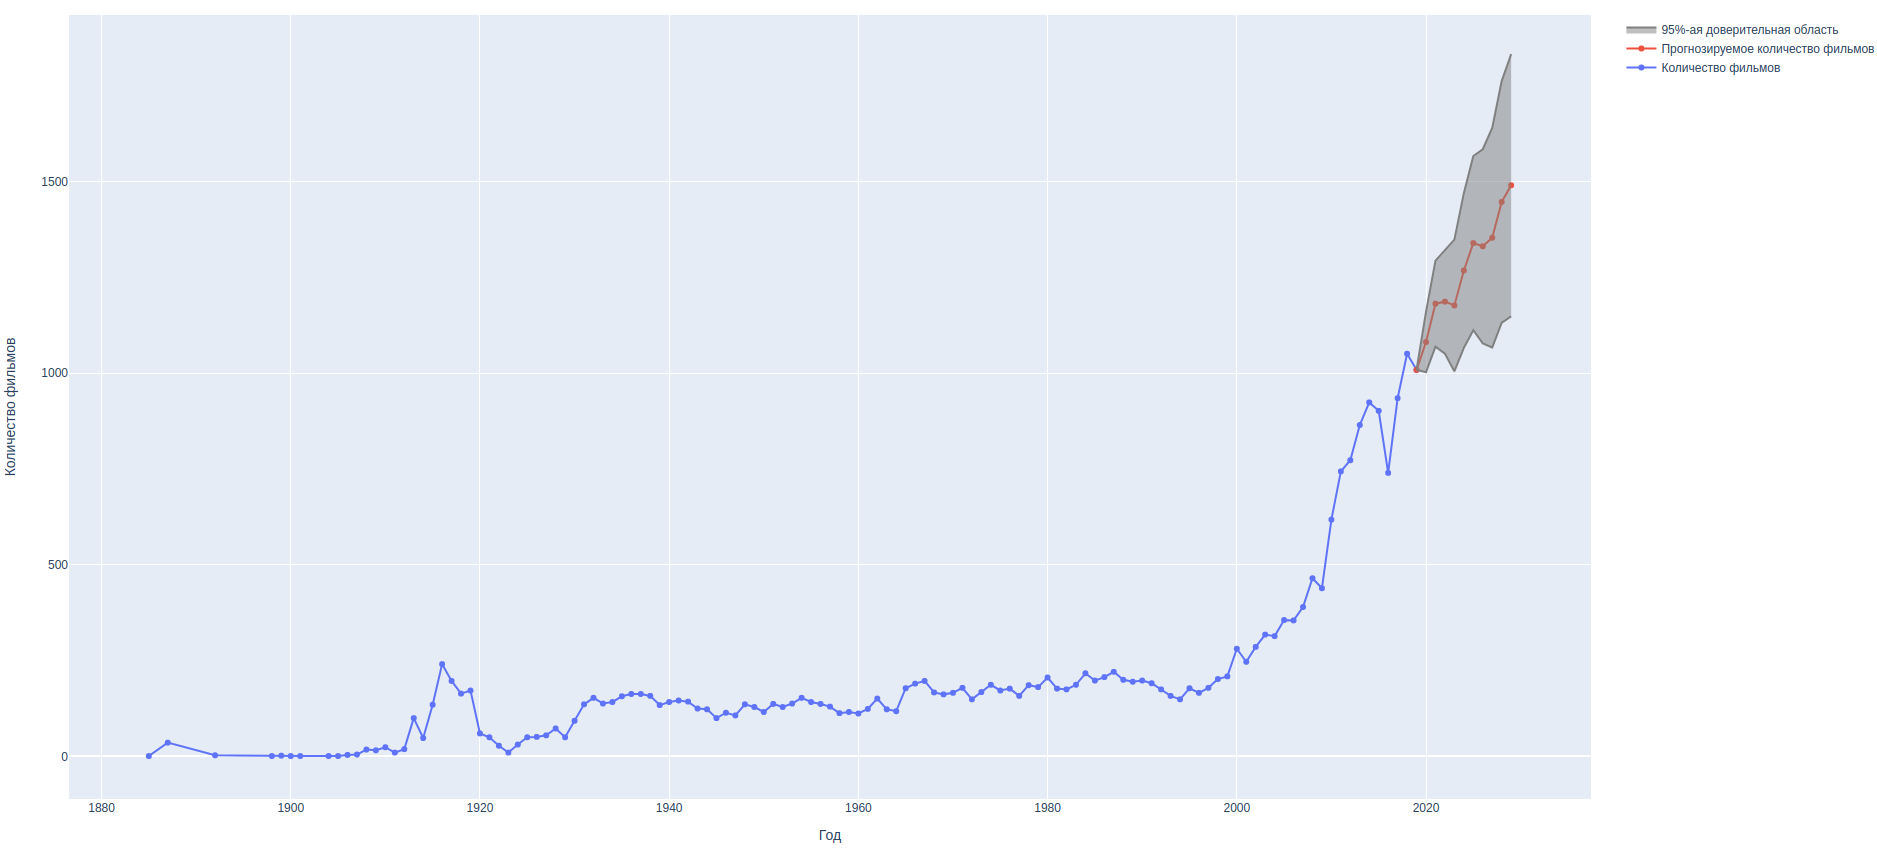 95%-ая доверительная область
Прогнозируемое количество фильмов
Количество фильмов
Количество фильмов
1500
1000
500
0
1880 1900 1920 1940 1960 1980 2000 2020
Год